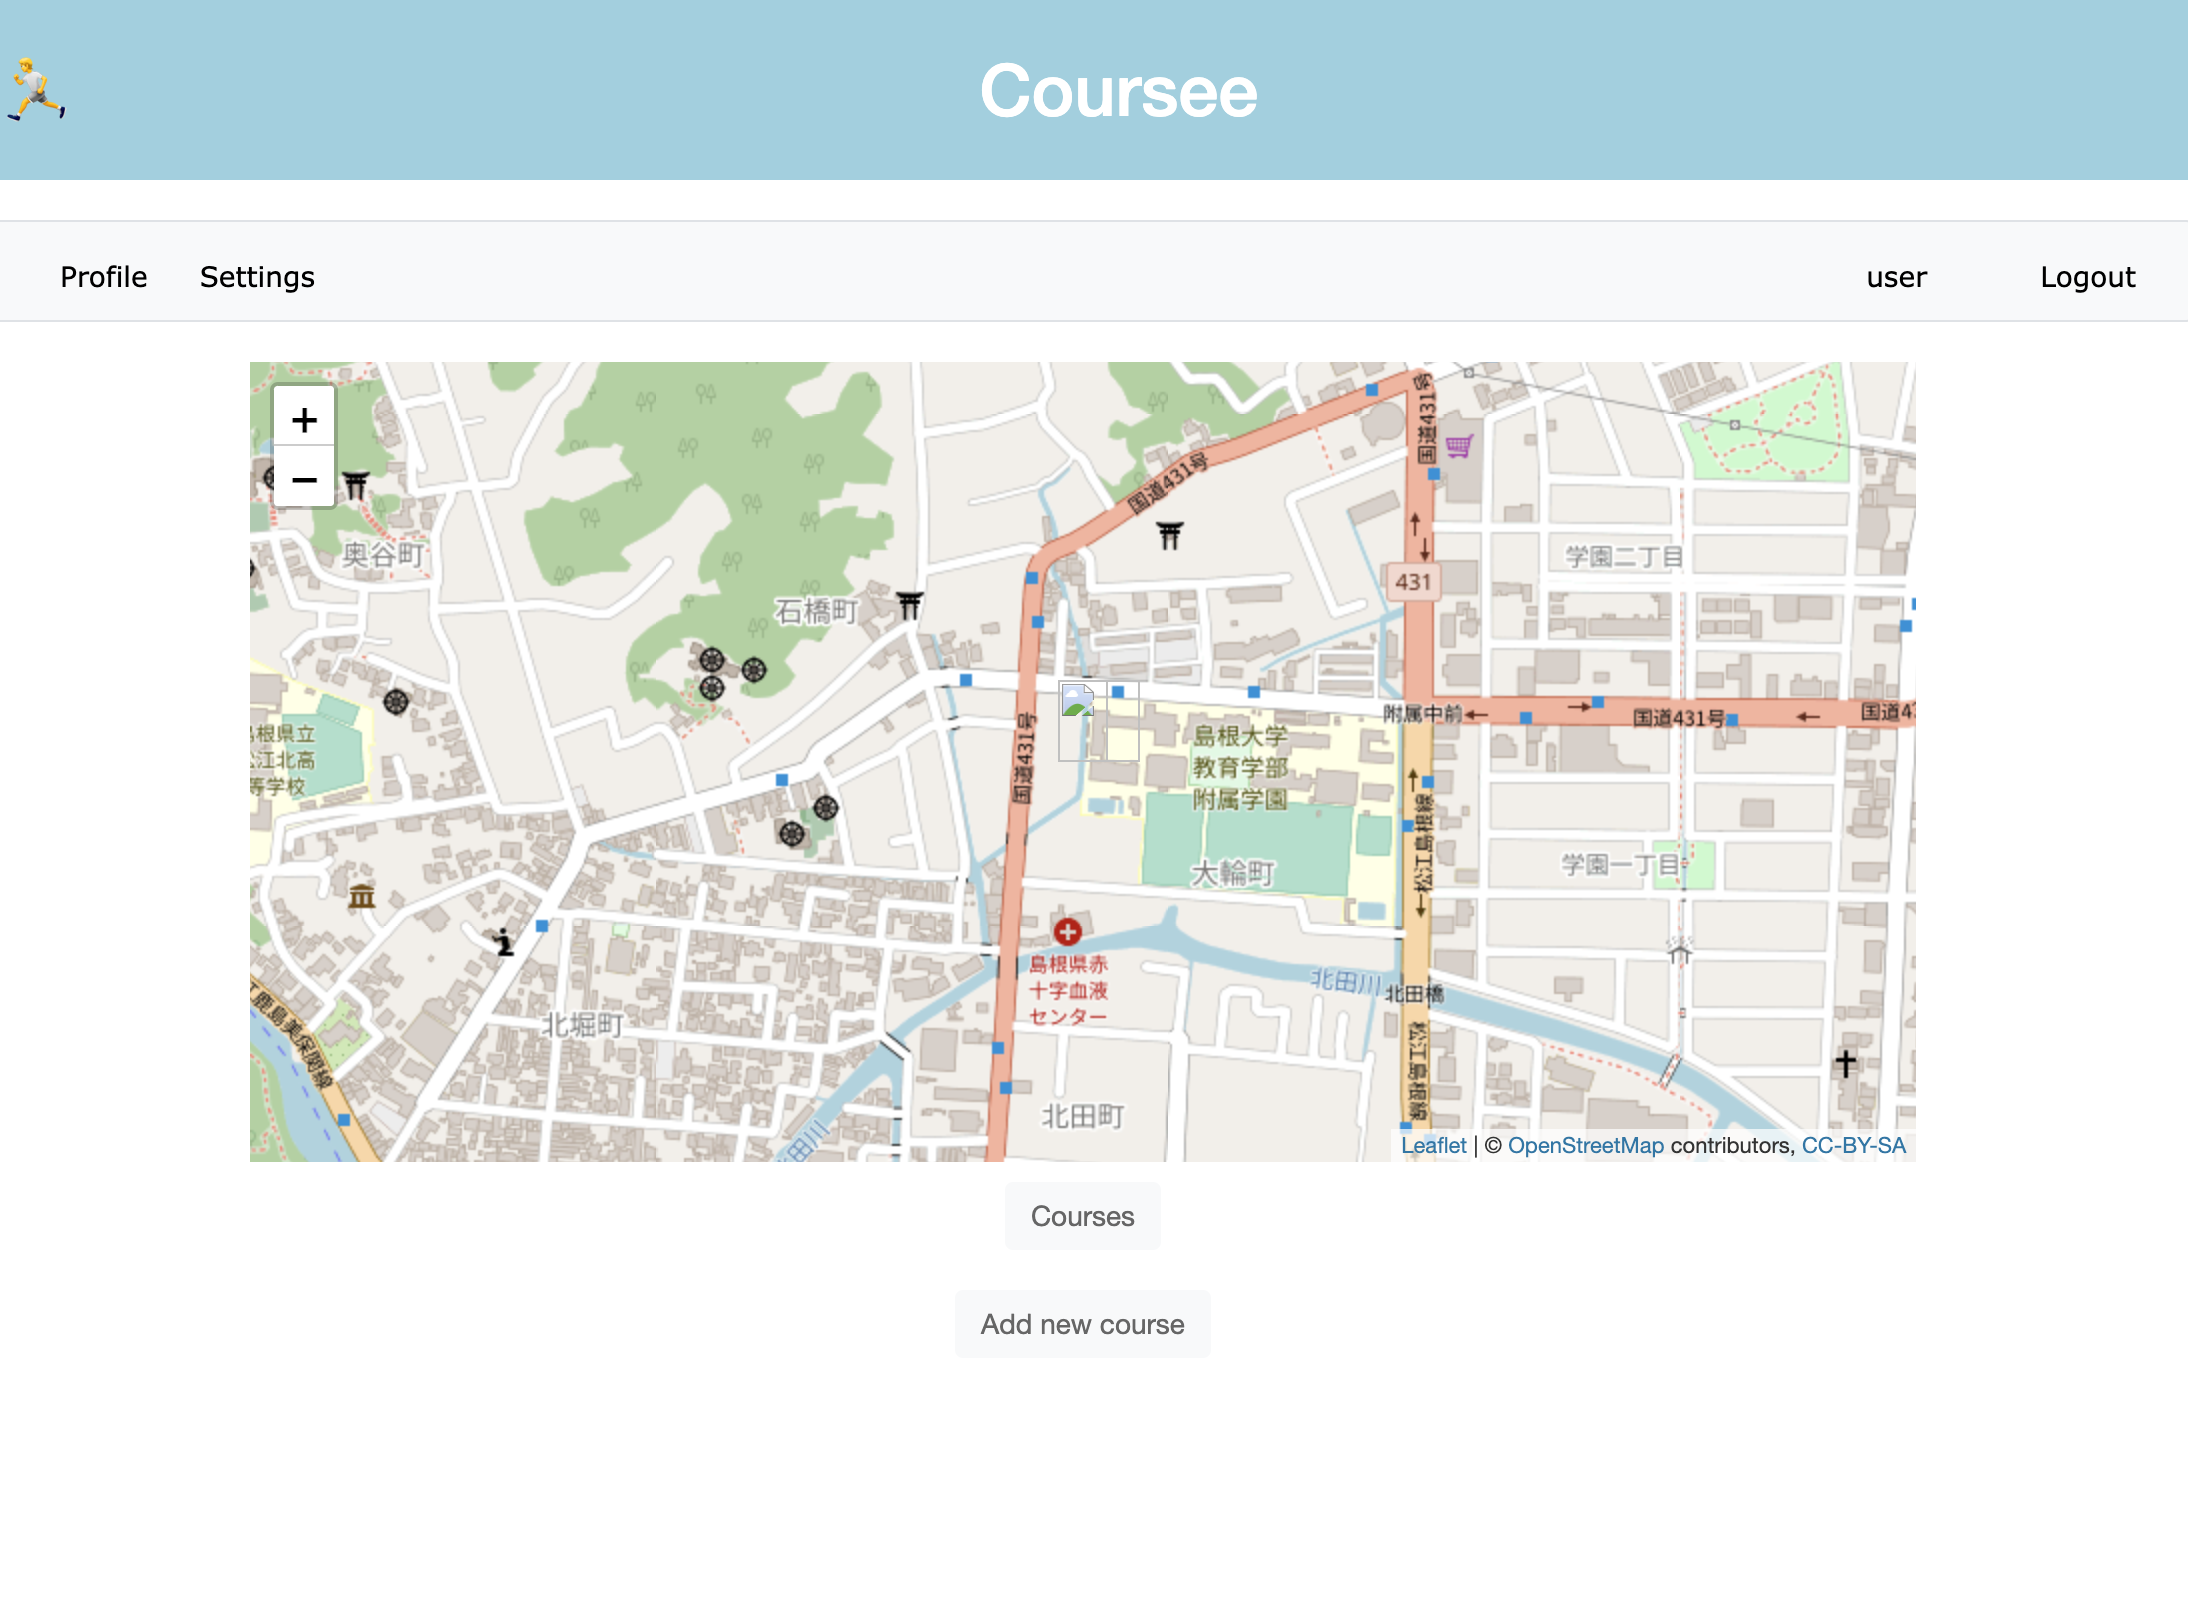 Coursee
Profile
Settings
user
Logout
+
−
国道431号
国道431号
奥谷町
学園二丁目
431
石橋町
附属中前
国道431号
島根県立
松江北高
等学校
国道431号
島根大学
教育学部
附属学園
松江島根線
大輪町
学園一丁目
島根県赤
十字血液
センター
北田川
北田橋
北堀町
北田町
Leaflet | © OpenStreetMap contributors, CC-BY-SA
Courses
Add new course